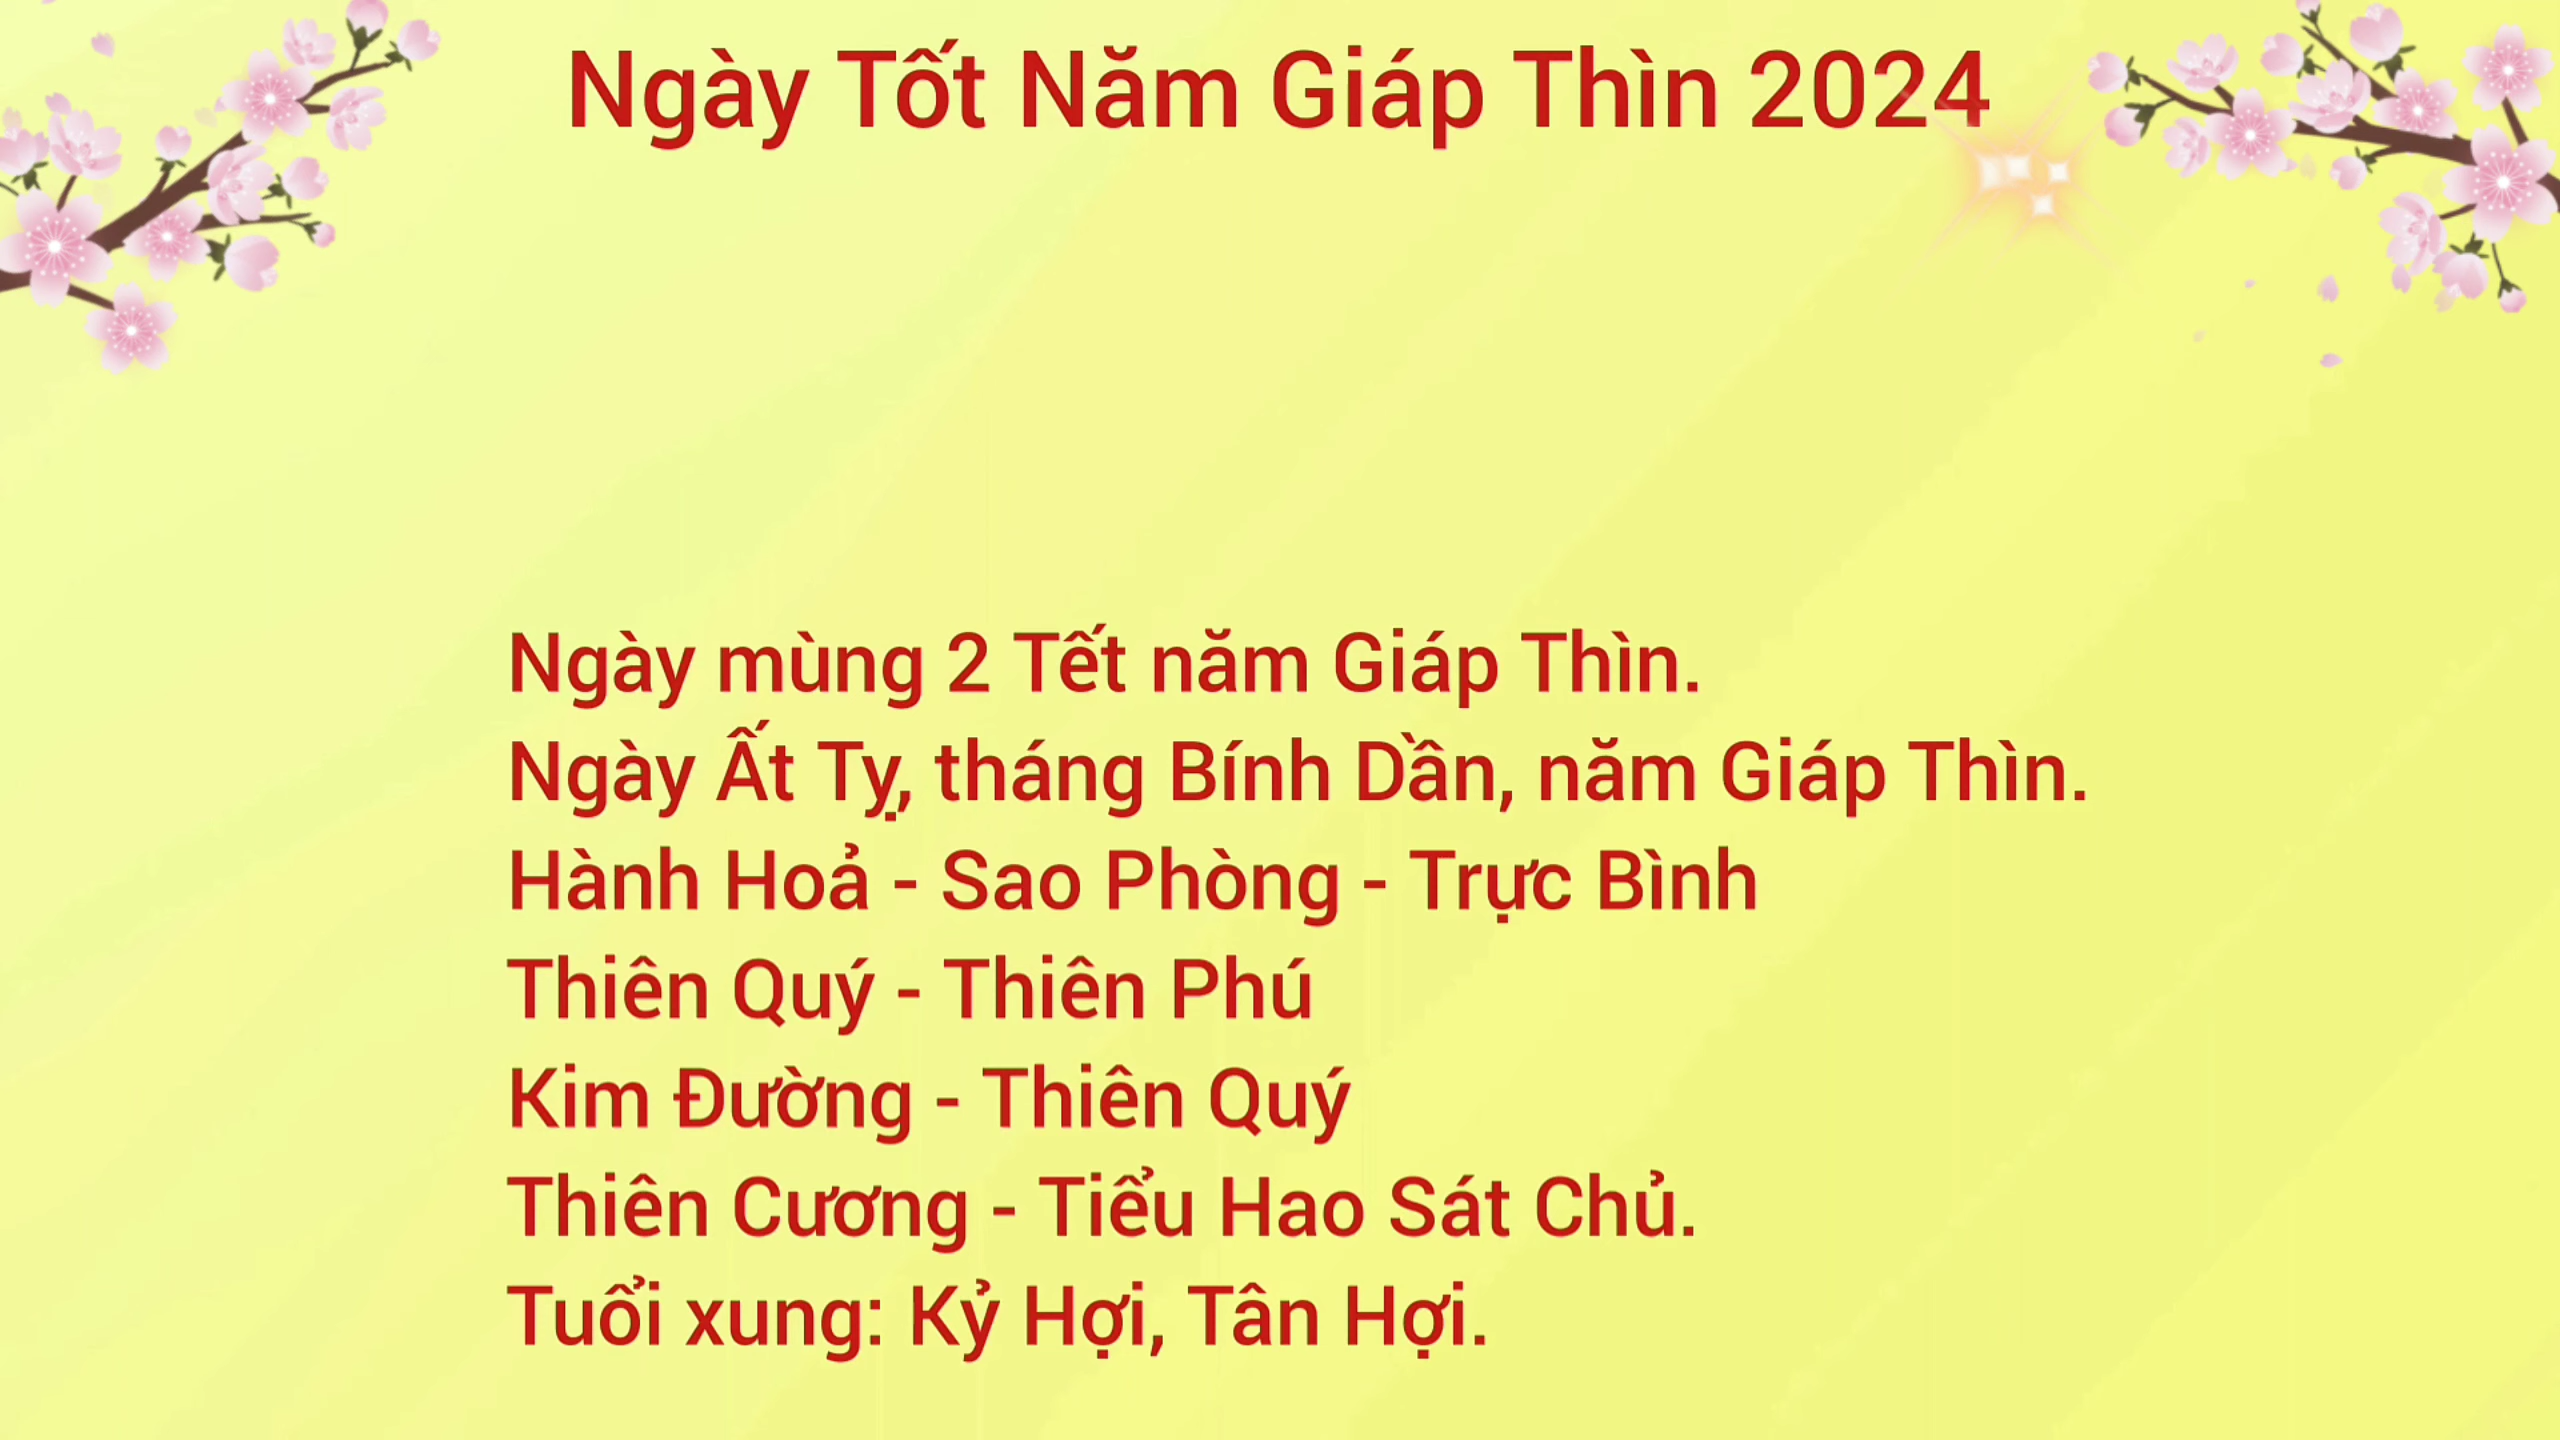 Ngày Tốt Năm Giáp Thìn 2024
Ngày mùng 2 Tết năm Giáp Thìn.
Ngày Ất Tỵ, tháng Bính Dần, năm Giáp Thìn.
Hành Hoả - Sao Phòng - Trực Bình
Thiên Quý - Thiên Phú
Kim Đường - Thiên Quý
Thiên Cương - Tiểu Hao Sát Chủ.
Tuổi xung: Kỷ Hợi, Tân Hợi.